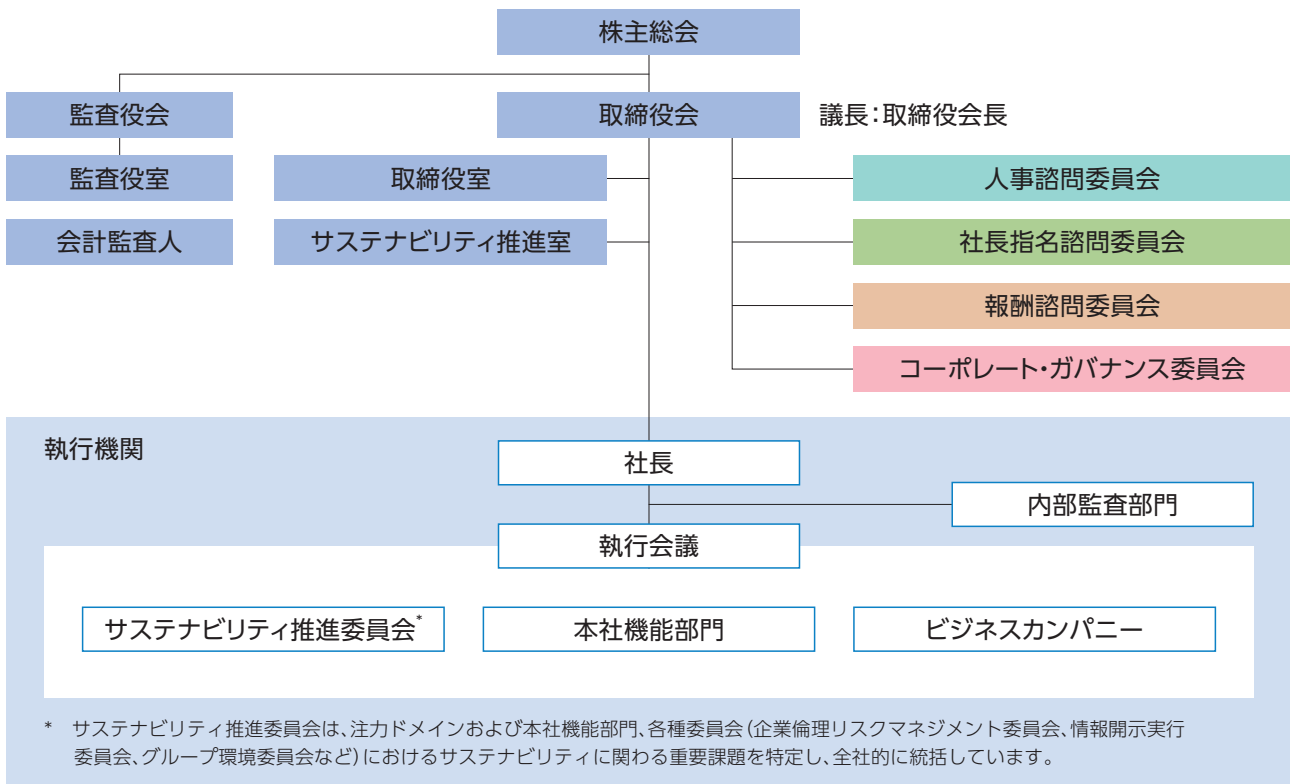 株主総会
監査役会
取締役会
議長：取締役会長
監査役室
取締役室
人事諮問委員会
会計監査人
サステナビリティ推進室
社長指名諮問委員会
報酬諮問委員会
コーポレート・ガバナンス委員会
執行機関
社長
内部監査部門
執行会議
サステナビリティ推進委員会*
本社機能部門
ビジネスカンパニー
* サステナビリティ推進委員会は、注力ドメインおよび本社機能部門、各種委員会（企業倫理リスクマネジメント委員会、情報開示実行
委員会、グループ環境委員会など）におけるサステナビリティに関わる重要課題を特定し、全社的に統括しています。